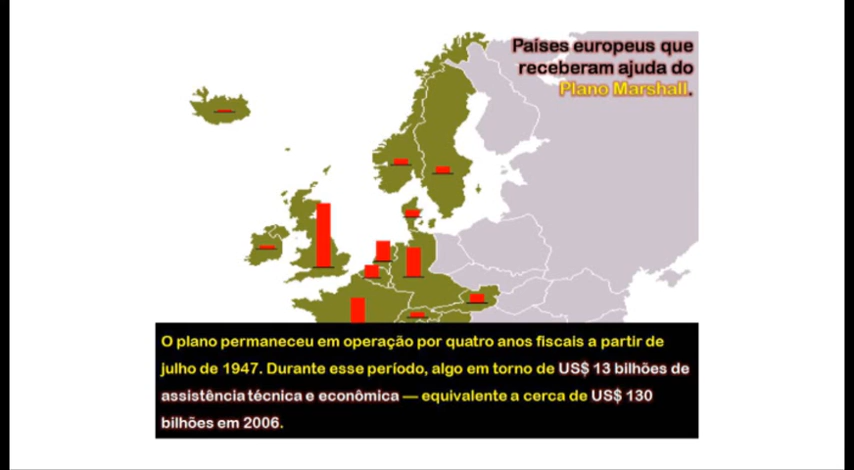 Países europeus que
receberam ajuda do
Plano Marshall.
O plano permaneceu em operação por quatro anos fiscais a partir de
julho de 1947. Durante esse período, algo em torno de US$ 13 bilhões de
assistência técnica e econômica — equivalente a cerca de US$ 130
bilhões em 2006.